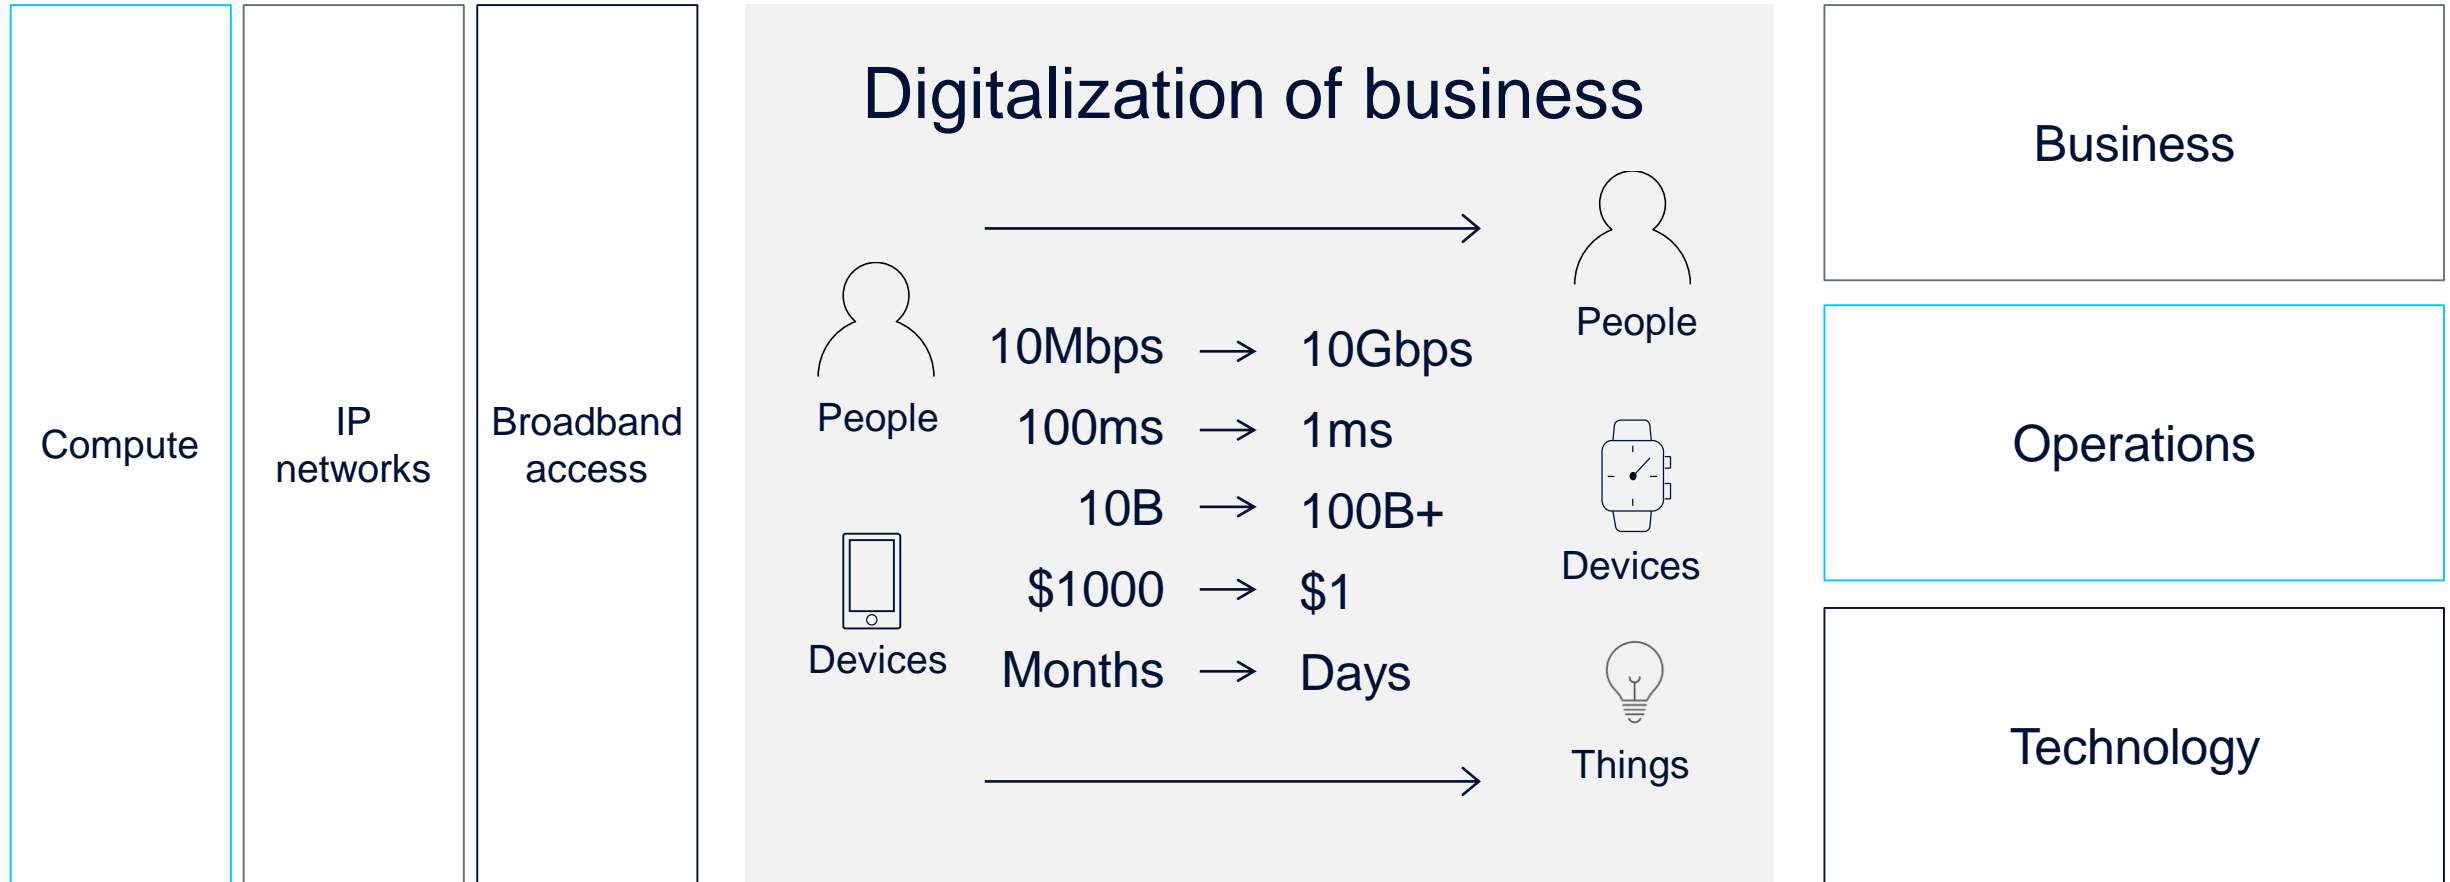 Compute
IP
networks
Broadband
access
Digitalization of business
People
Devices
10Mbps → 10Gbps
100ms → 1ms
10B → 100B+
$1000 → $1
Months → Days
People
Devices
Things
Business
Operations
Technology